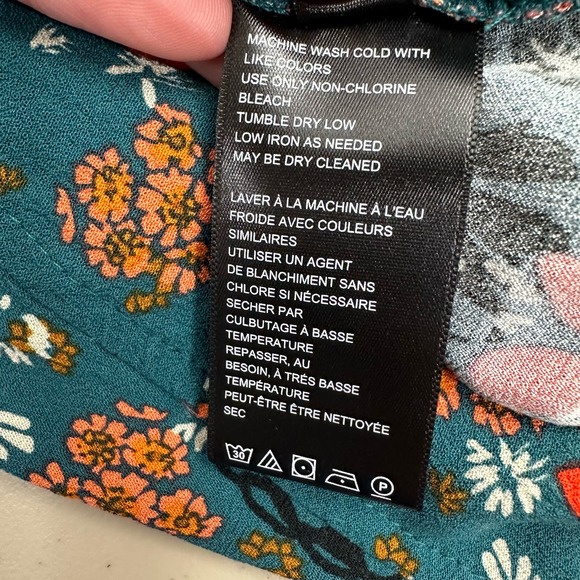 MACHINE WASH COLD WITH
LIKE COLORS
USE ONLY NON-CHLORINE
BLEACH
TUMBLE DRY LOW
LOW IRON AS NEEDED
MAY BE DRY CLEANED
LAVER À LA MACHINE À L'EAU
FROIDE AVEC COULEURS
SIMILAIRES
UTILISER UN AGENT
DE BLANCHIMENT SANS
CHLORE SI NÉCESSAIRE
SECHER PAR
CULBUTAGE À BASSE
TEMPERATURE
REPASSER, AU
BESOIN, À TRÉS BASSE
TEMPÉRATURE
PEUT-ÊTRE ÊTRE NETTOYÉE
SEC
30 P